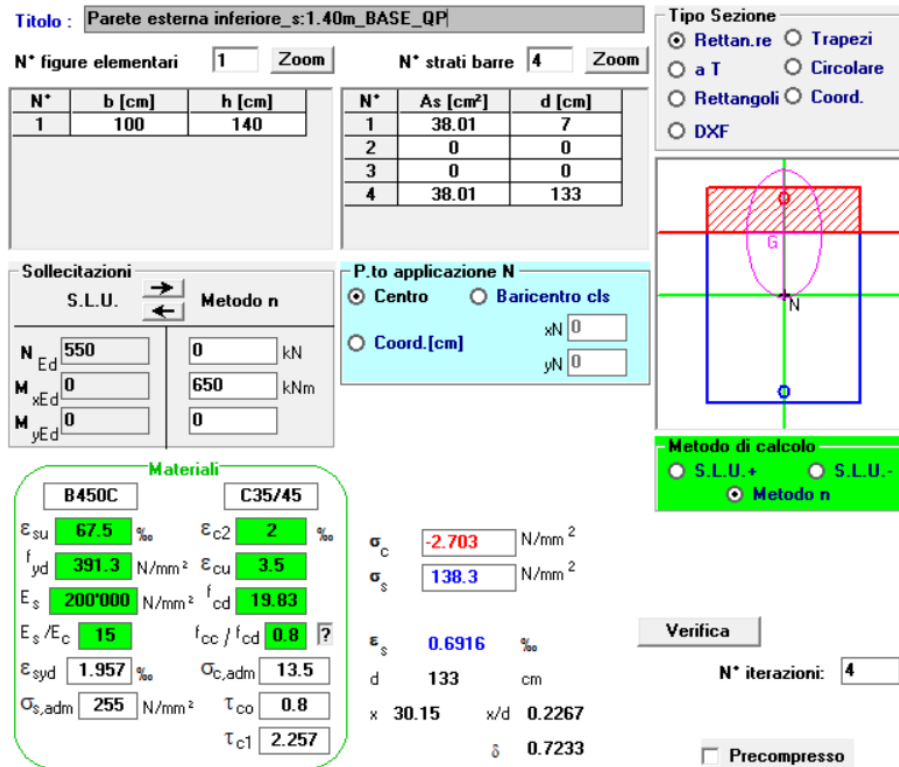 Titolo : Parete esterna inferiore_s:1.40m_BASE_QP
N° figure elementari 1 Zoom N° strati barre 4 Zoom
N° b [cm] h [cm]
1 100 140
N° As [cm²] d [cm]
1 38.01 7
2 0 0
3 0 0
4 38.01 133
Tipo Sezione
Rettan.re Trapezi
a T Circolare
Rettangoli Coord.
DXF
G
N
Sollecitazioni
S.L.U. Metodo n
N Ed 550 0 kN
M xEd 0 650 kNm
M yEd 0 0
P.to applicazione N
Centro Baricentro cls
Coord.[cm] xN 0
yN 0
Metodo di calcolo
S.L.U.+ S.L.U.-
Metodo n
Materiali
B450C C35/45
εsu 67.5 ‰ εc2 2 ‰
fyd 391.3 N/mm² εcu 3.5
Es 200'000 N/mm² fcd 19.83
Es/Ec 15 fcc / fcd 0.8 ?
εsyd 1.957 ‰ σc,adm 13.5
σs,adm 255 N/mm² τco 0.8
τc1 2.257
σc -2.703 N/mm²
σs 138.3 N/mm²
εs 0.6916 ‰
d 133 cm
x 30.15 x/d 0.2267
δ 0.7233
Verifica
N° iterazioni: 4
Precompresso